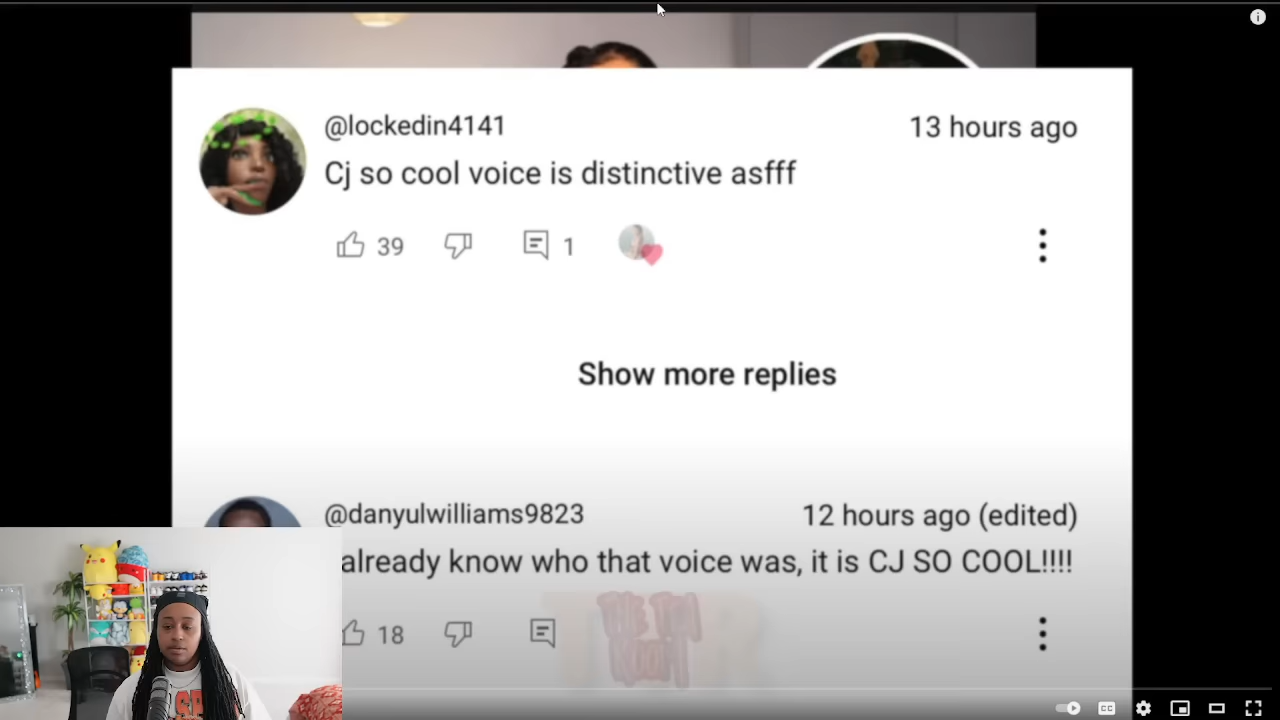 @lockedin4141
13 hours ago
Cj so cool voice is distinctive asfff
39
1
Show more replies
@danyulwilliams9823
12 hours ago (edited)
already know who that voice was, it is CJ SO COOL!!!!
18